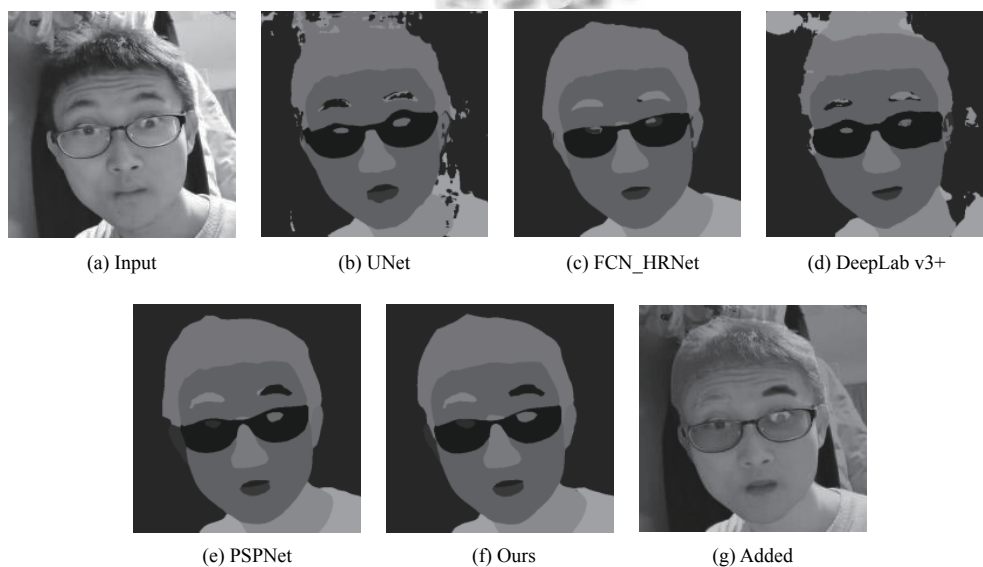 (a) Input
(b) UNet
(c) FCN_HRNet
(d) DeepLab v3+
(e) PSPNet
(f) Ours
(g) Added